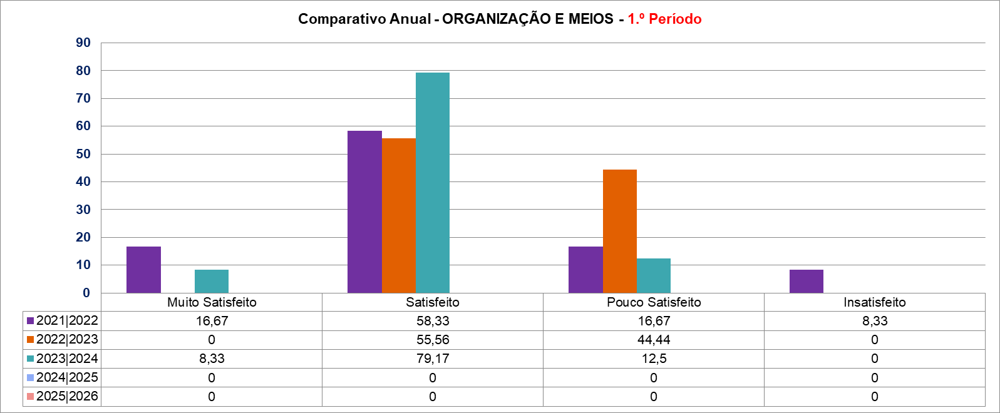 Comparativo Anual - ORGANIZAÇÃO E MEIOS - 1.º Período
90
80
70
60
50
40
30
20
10
0
Muito Satisfeito Satisfeito Pouco Satisfeito Insatisfeito
2021|2022 16,67 58,33 16,67 8,33
2022|2023 0 55,56 44,44 0
2023|2024 8,33 79,17 12,5 0
2024|2025 0 0 0 0
2025|2026 0 0 0 0